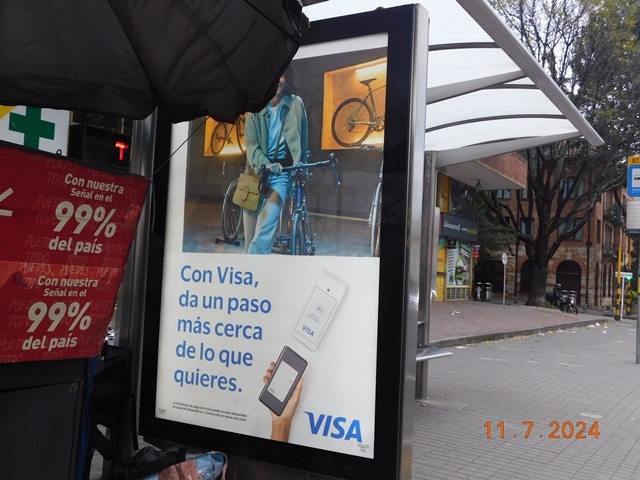 Con nuestra
Señal en el
99%
del país
Con nuestra
Señal en el
99%
del país
Con Visa,
da un paso
más cerca
de lo que
quieres.
VISA
VISA
11.7.2024